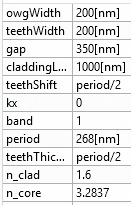 owgWidth 200[nm]
teethWidth 200[nm]
gap 350[nm]
claddingL... 1000[nm]
teethShift period/2
kx 0
band 1
period 268[nm]
teethThic... period/2
n_clad 1.6
n_core 3.2837